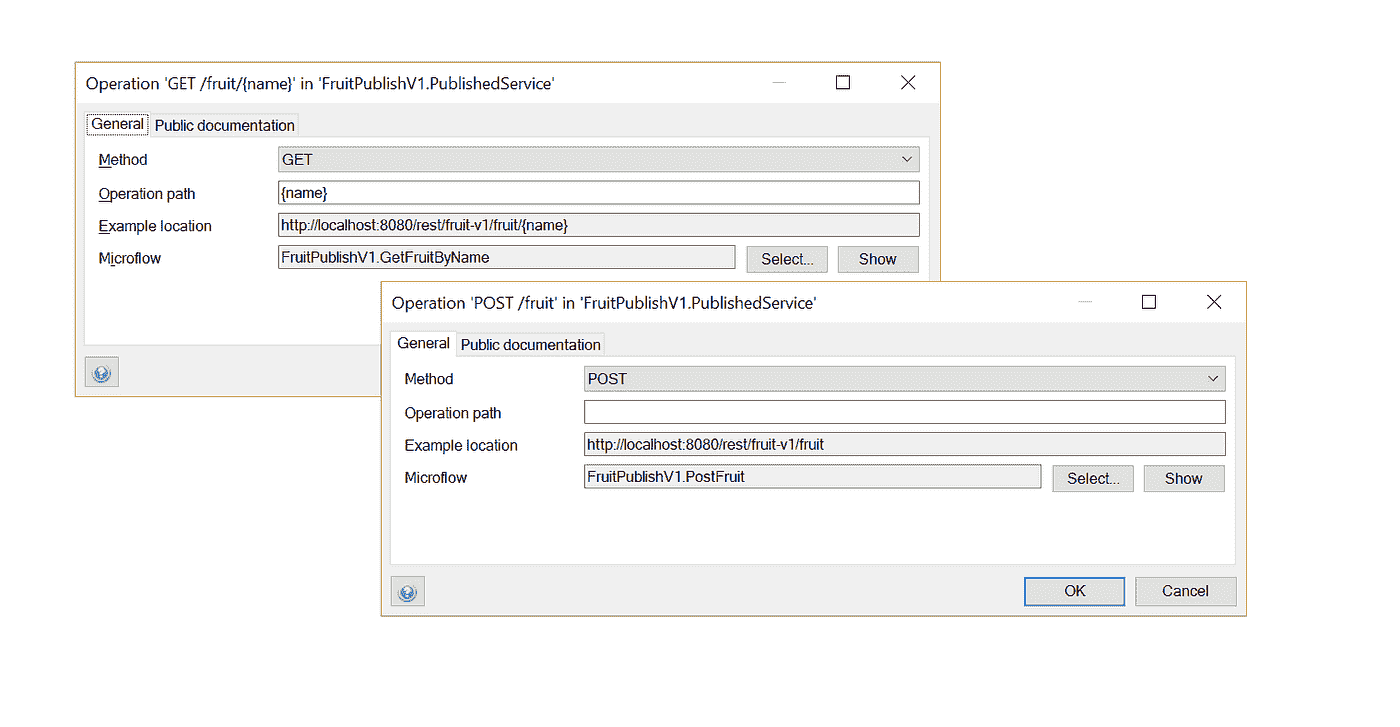 Operation 'GET /fruit/{name}' in 'FruitPublishV1.PublishedService'
General Public documentation
Method GET
Operation path {name}
Example location http://localhost:8080/rest/fruit-v1/fruit/{name}
Microflow FruitPublishV1.GetFruitByName Select... Show
Operation 'POST /fruit' in 'FruitPublishV1.PublishedService'
General Public documentation
Method POST
Operation path
Example location http://localhost:8080/rest/fruit-v1/fruit
Microflow FruitPublishV1.PostFruit Select... Show
OK Cancel